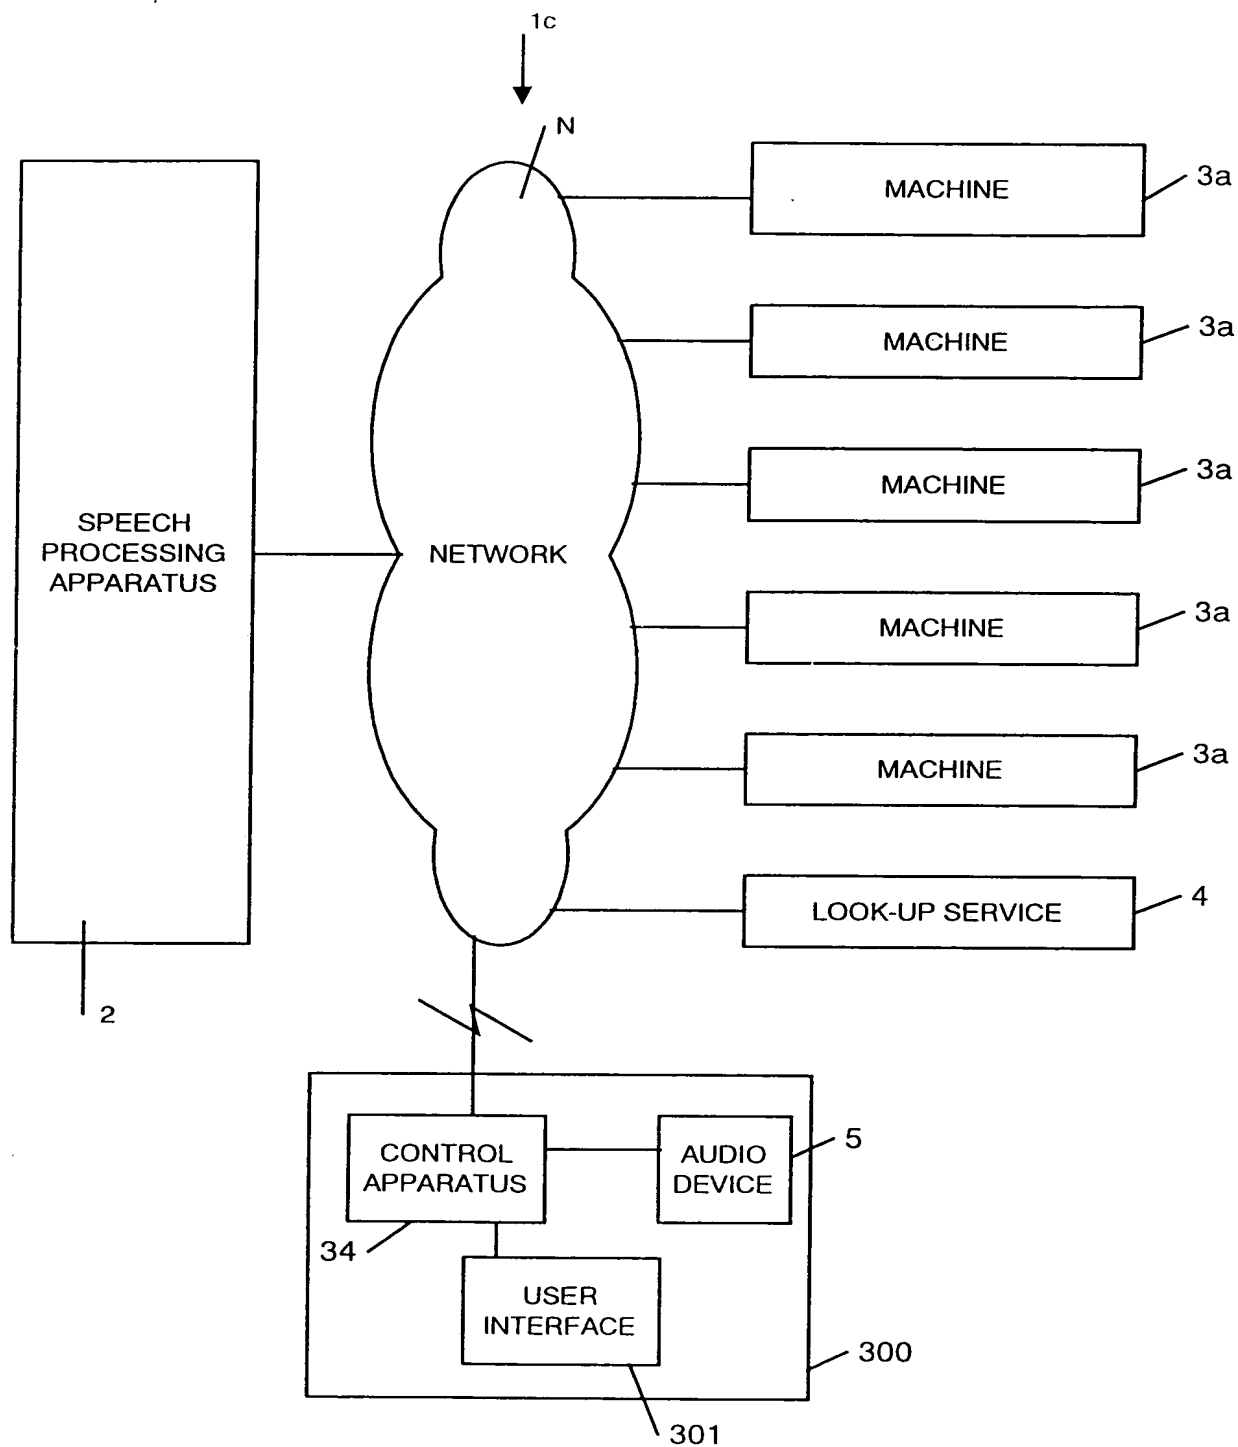 1c
N
MACHINE
3a
MACHINE
3a
MACHINE
3a
SPEECH
PROCESSING
APPARATUS
NETWORK
MACHINE
3a
MACHINE
3a
LOOK-UP SERVICE
4
2
CONTROL
APPARATUS
AUDIO
DEVICE
5
34
USER
INTERFACE
300
301